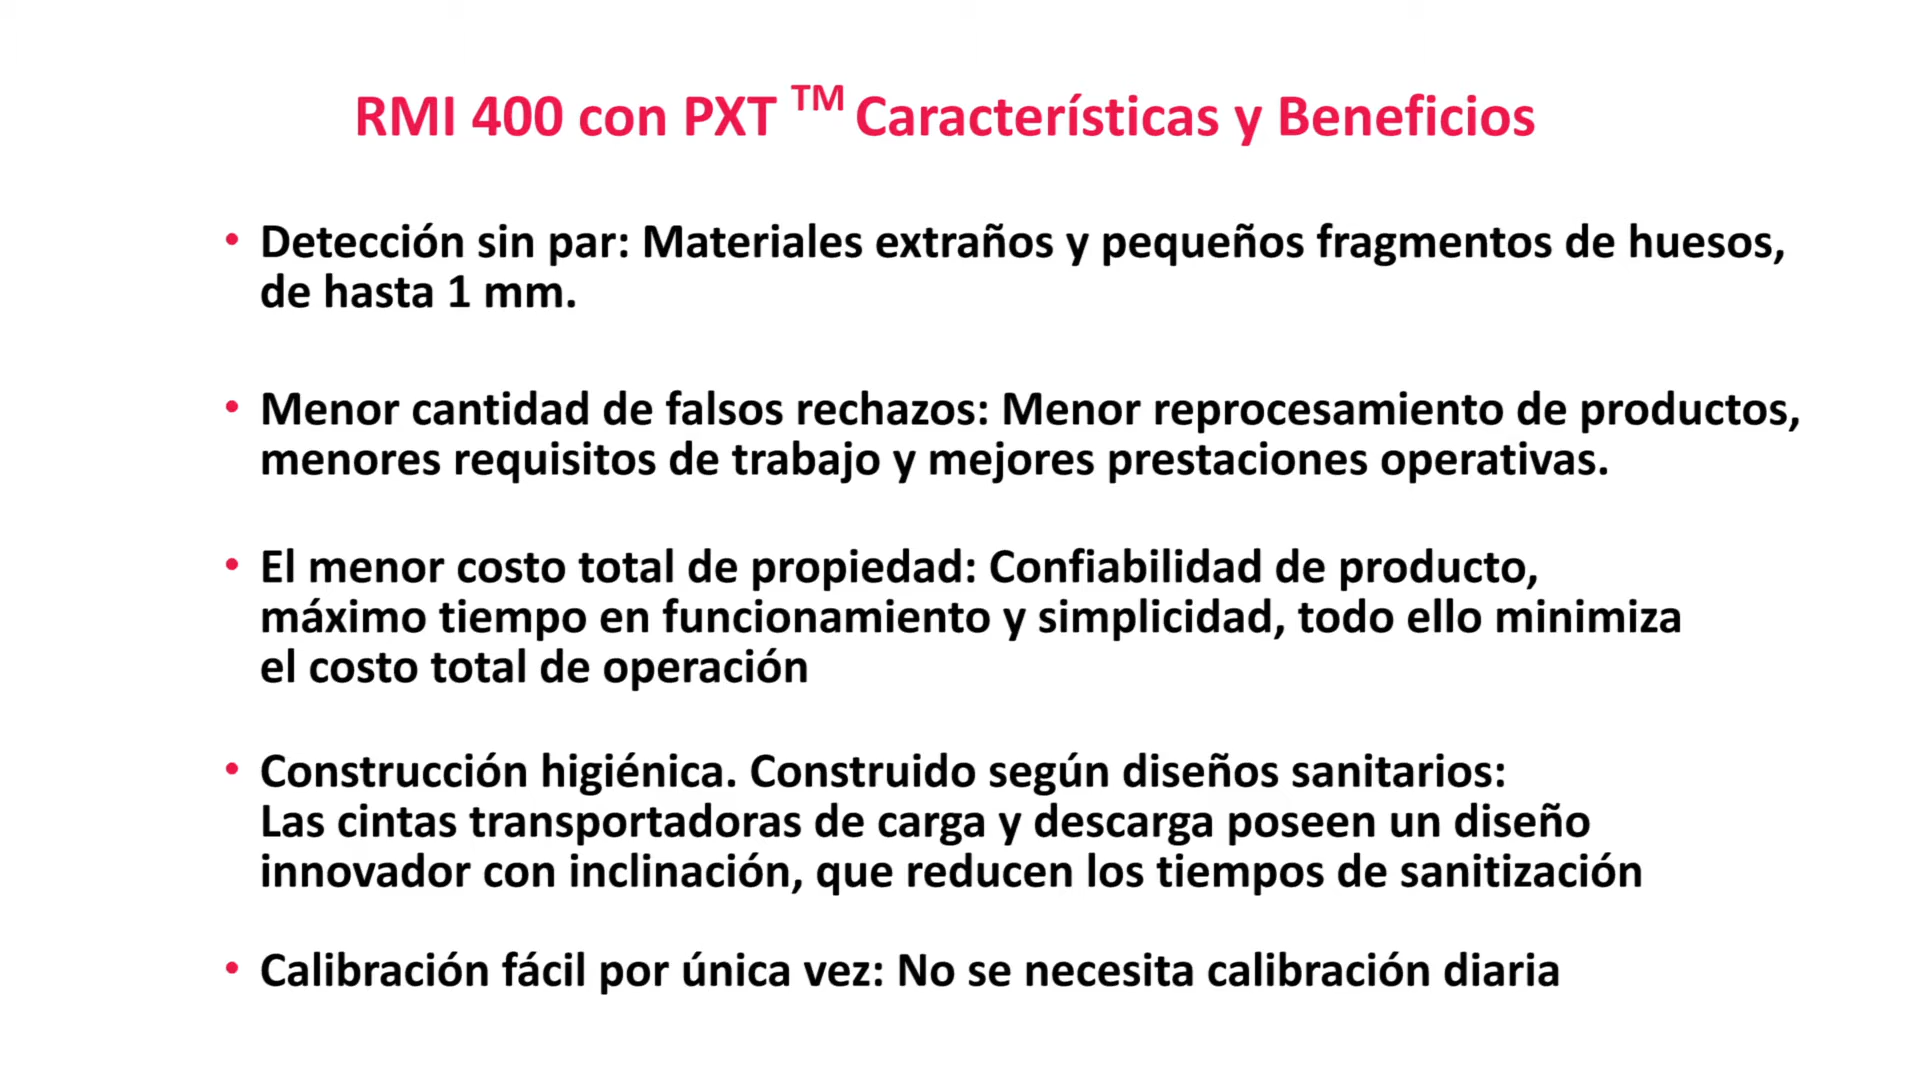 RMI 400 con PXT TM Características y Beneficios
• Detección sin par: Materiales extraños y pequeños fragmentos de huesos,
de hasta 1 mm.
• Menor cantidad de falsos rechazos: Menor reprocesamiento de productos,
menores requisitos de trabajo y mejores prestaciones operativas.
• El menor costo total de propiedad: Confiabilidad de producto,
máximo tiempo en funcionamiento y simplicidad, todo ello minimiza
el costo total de operación
• Construcción higiénica. Construido según diseños sanitarios:
Las cintas transportadoras de carga y descarga poseen un diseño
innovador con inclinación, que reducen los tiempos de sanitización
• Calibración fácil por única vez: No se necesita calibración diaria